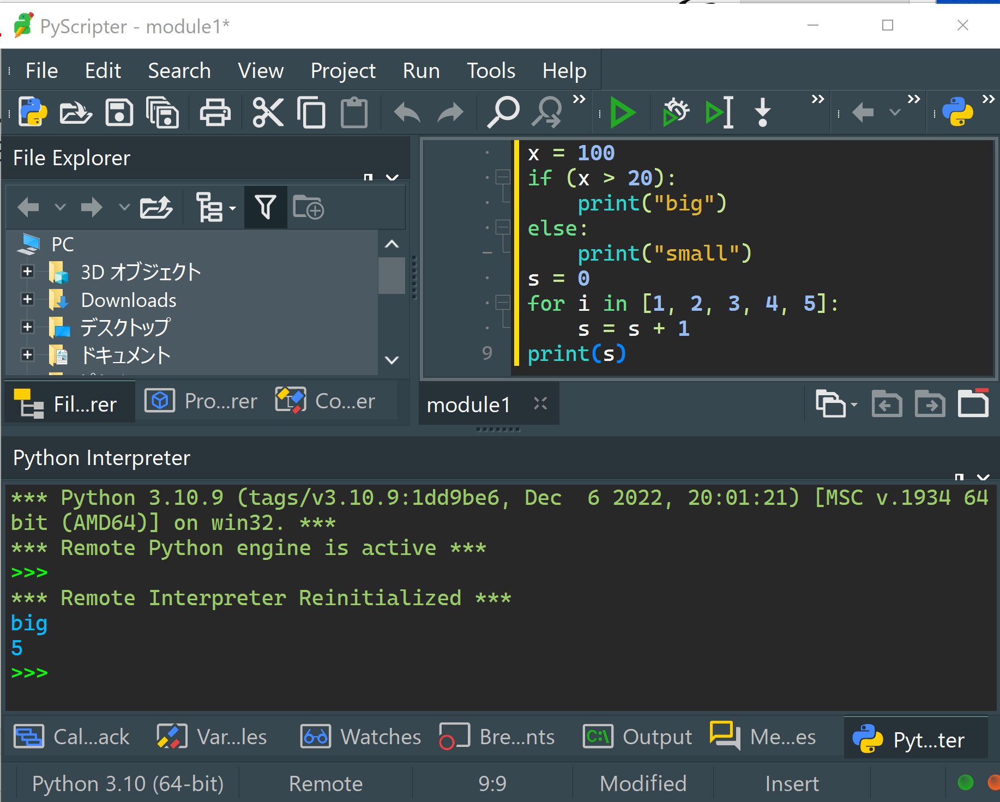 PyScripter - module1*
File Edit Search View Project Run Tools Help
File Explorer
PC
3D オブジェクト
Downloads
デスクトップ
ドキュメント
Fil...rer Pro...rer Co...er
x = 100
if (x > 20):
    print("big")
else:
    print("small")
s = 0
for i in [1, 2, 3, 4, 5]:
    s = s + 1
9 print(s)
module1
Python Interpreter
*** Python 3.10.9 (tags/v3.10.9:1dd9be6, Dec  6 2022, 20:01:21) [MSC v.1934 64
bit (AMD64)] on win32. ***
*** Remote Python engine is active ***
>>>
*** Remote Interpreter Reinitialized ***
big
5
>>>
Cal...ack Var...les Watches Bre...nts C:\ Output Me...es Pyt...ter
Python 3.10 (64-bit) Remote 9:9 Modified Insert